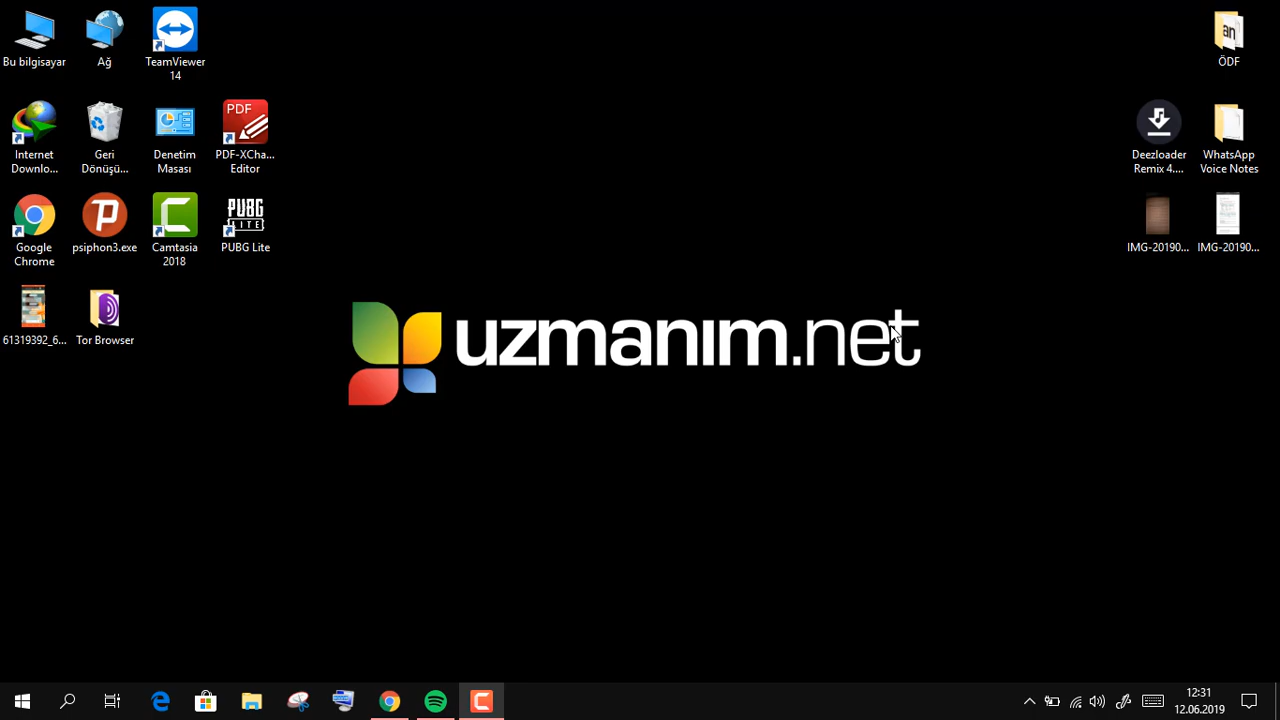 Bu bilgisayar
Ağ
TeamViewer
14
ÖDF
Internet
Downlo...
Geri
Dönüşü...
Denetim
Masası
PDF
PDF-XCha...
Editor
Deezloader
Remix 4....
WhatsApp
Voice Notes
Google
Chrome
psiphon3.exe
Camtasia
2018
PUBG
LITE
PUBG Lite
IMG-20190...
IMG-20190...
61319392_6...
Tor Browser
uzmanım.net
12:31
12.06.2019